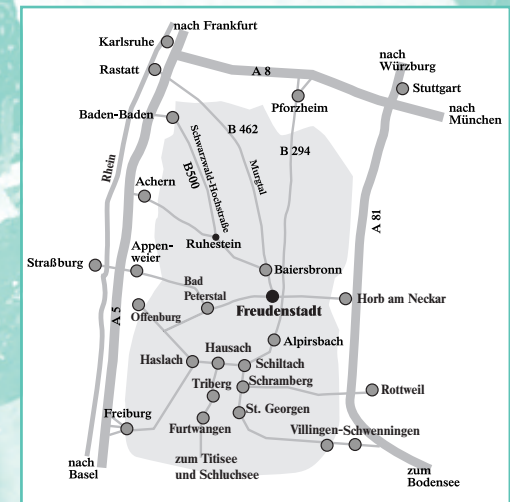 nach Frankfurt
Karlsruhe
nach
Würzburg
Rastatt
A 8
Stuttgart
Pforzheim
nach
München
Baden-Baden
B 462
Schwarzwald-Hochstraße
B500
Murgtal
B 294
Rhein
Achern
A 81
Ruhestein
Appen-
weier
Straßburg
Baiersbronn
Bad
Peterstal
Horb am Neckar
Freudenstadt
A 5
Offenburg
Alpirsbach
Hausach
Haslach
Schiltach
Triberg
Schramberg
Rottweil
St. Georgen
Freiburg
Furtwangen
Villingen-Schwenningen
nach
Basel
zum Titisee
und Schluchsee
zum
Bodensee